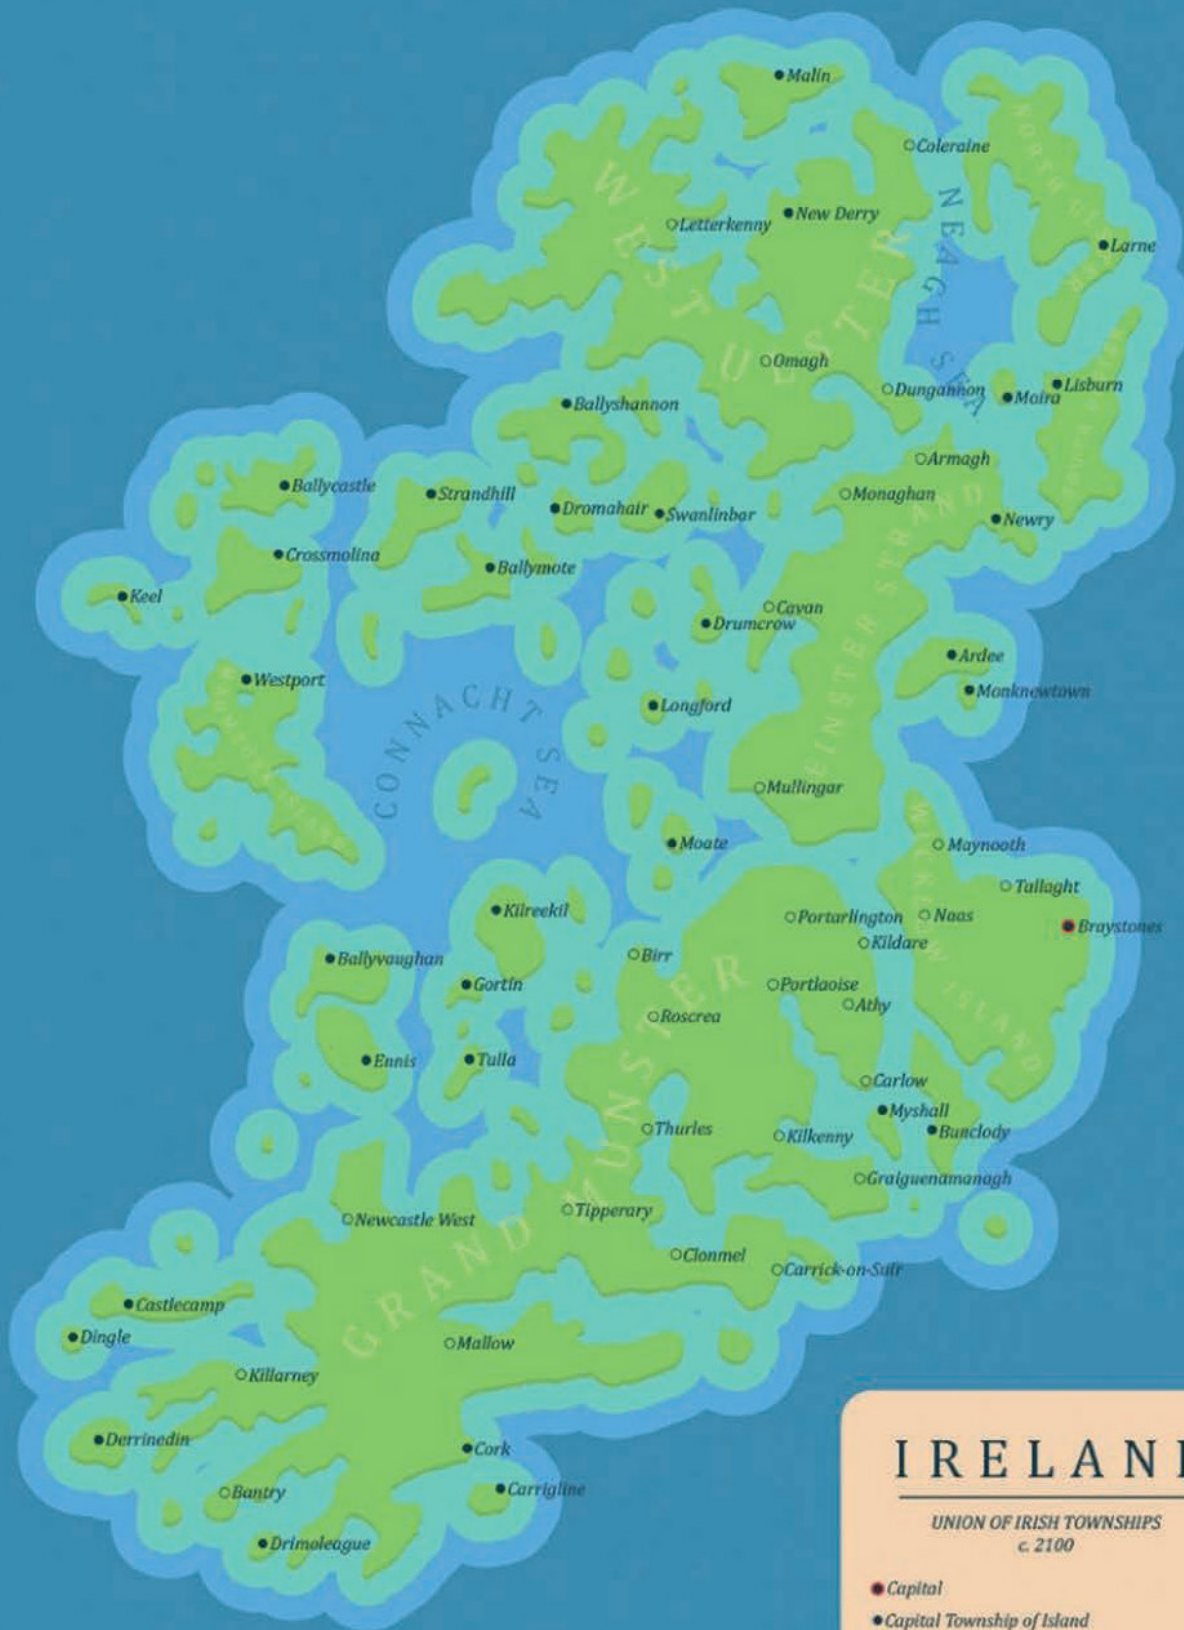 Malin
Coleraine
NORTH
WEST ULSTER
Letterkenny
New Derry
NEAGH SEA
Larne
Omagh
Dungannon
Moira
Lisburn
Ballyshannon
Armagh
Ballycastle
Strandhill
Dromahair
Swanlinbar
Monaghan
Newry
Crossmolina
Ballymote
Keel
LEINSTER STRAND
Cavan
Drumcrow
Ardee
Westport
Monknewtown
Longford
CONNACHT SEA
Mullingar
Moate
Maynooth
Tallaght
WICKLOW ISLAND
Kilreekil
Portarlington
Naas
Braystones
Kildare
Ballyvaughan
Birr
Gortin
Portlaoise
Athy
Roscrea
Ennis
Tulla
Carlow
Myshall
Thurles
Kilkenny
Bunclody
Graiguenamanagh
GRAND MUNSTER
Newcastle West
Tipperary
Clonmel
Carrick-on-Suir
Castlecamp
Dingle
Mallow
Killarney
Derrinedin
Cork
Bantry
Carrigline
Drimoleague
IRELAN
UNION OF IRISH TOWNSHIPS
c. 2100
Capital
Capital Township of Island